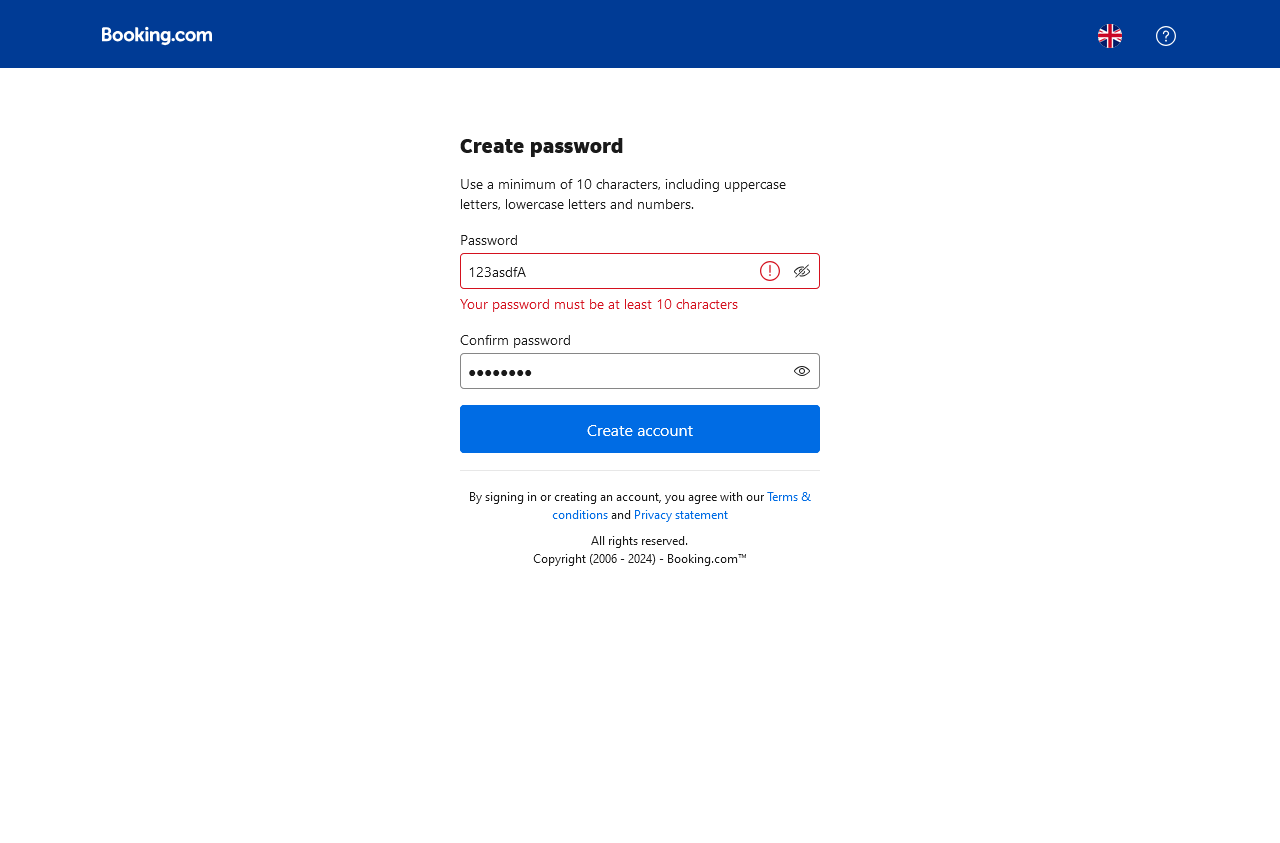 Booking.com
Create password
Use a minimum of 10 characters, including uppercase
letters, lowercase letters and numbers.
Password
123asdfA
Your password must be at least 10 characters
Confirm password
••••••••
Create account
By signing in or creating an account, you agree with our Terms &
conditions and Privacy statement
All rights reserved.
Copyright (2006 - 2024) - Booking.com™